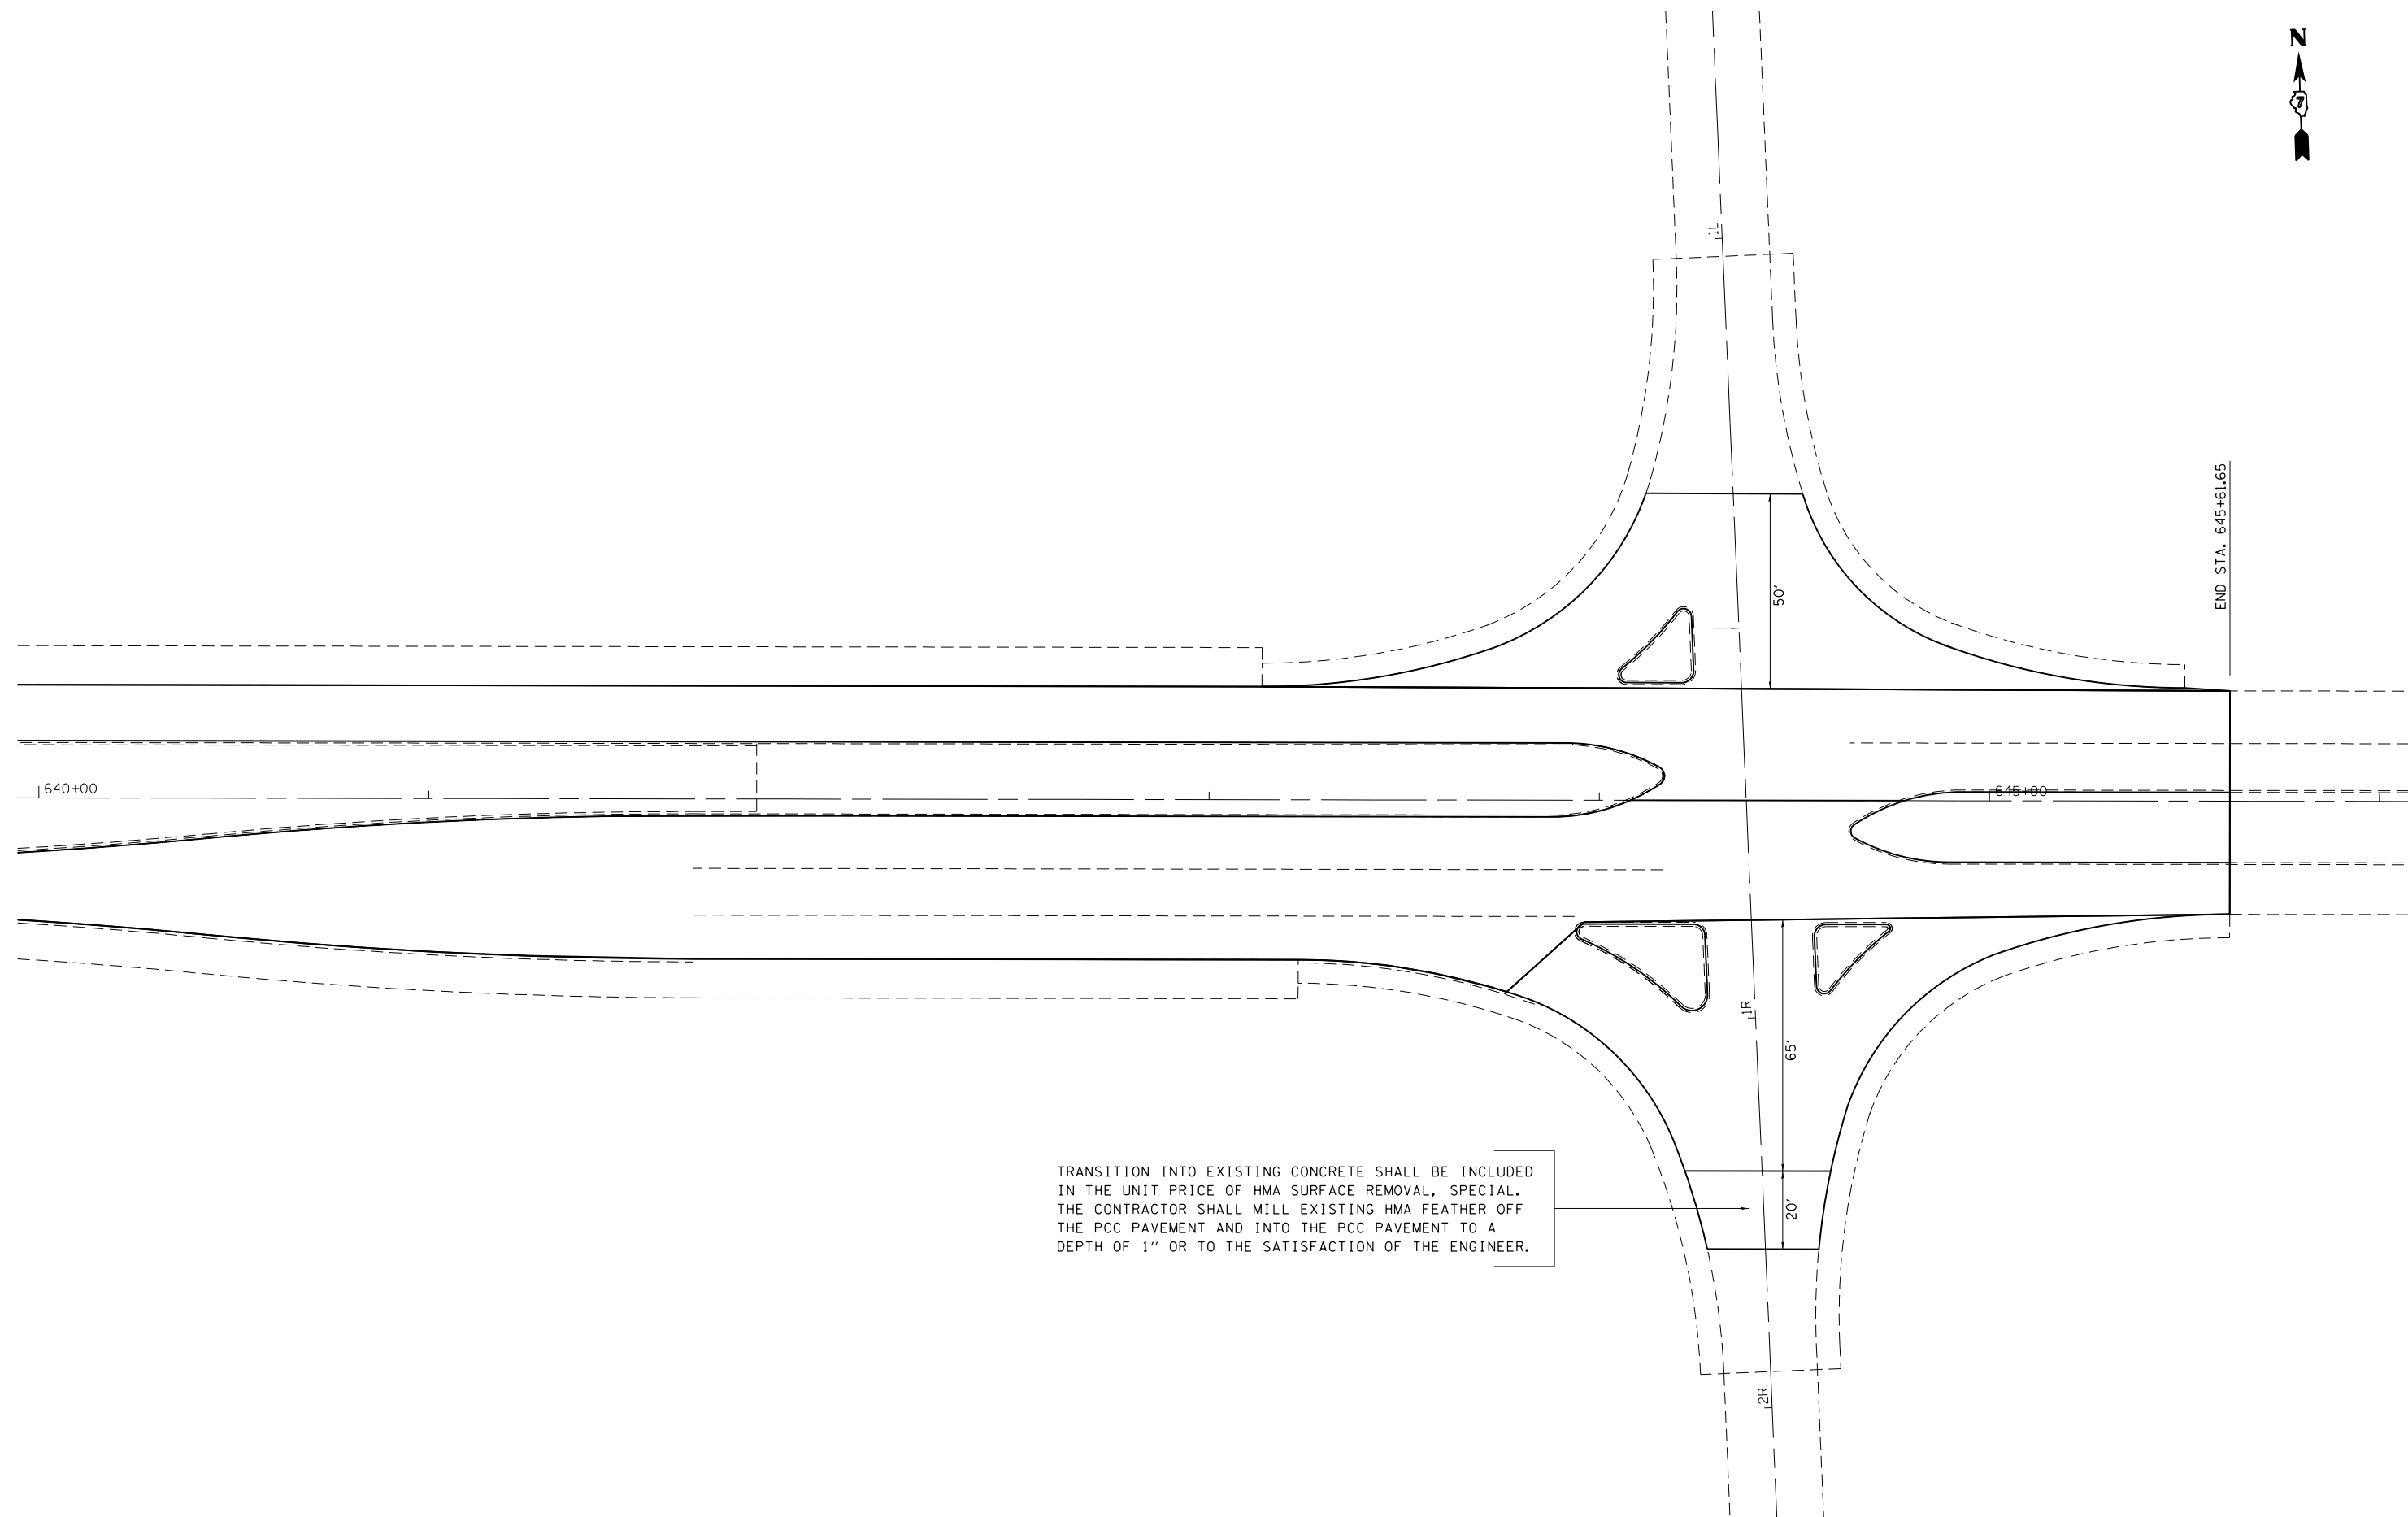 N
7
1L
END STA. 645+61.65
50'
640+00
645+00
1R
65'
TRANSITION INTO EXISTING CONCRETE SHALL BE INCLUDED
IN THE UNIT PRICE OF HMA SURFACE REMOVAL, SPECIAL.
THE CONTRACTOR SHALL MILL EXISTING HMA FEATHER OFF
THE PCC PAVEMENT AND INTO THE PCC PAVEMENT TO A
DEPTH OF 1" OR TO THE SATISFACTION OF THE ENGINEER.
20'
2R